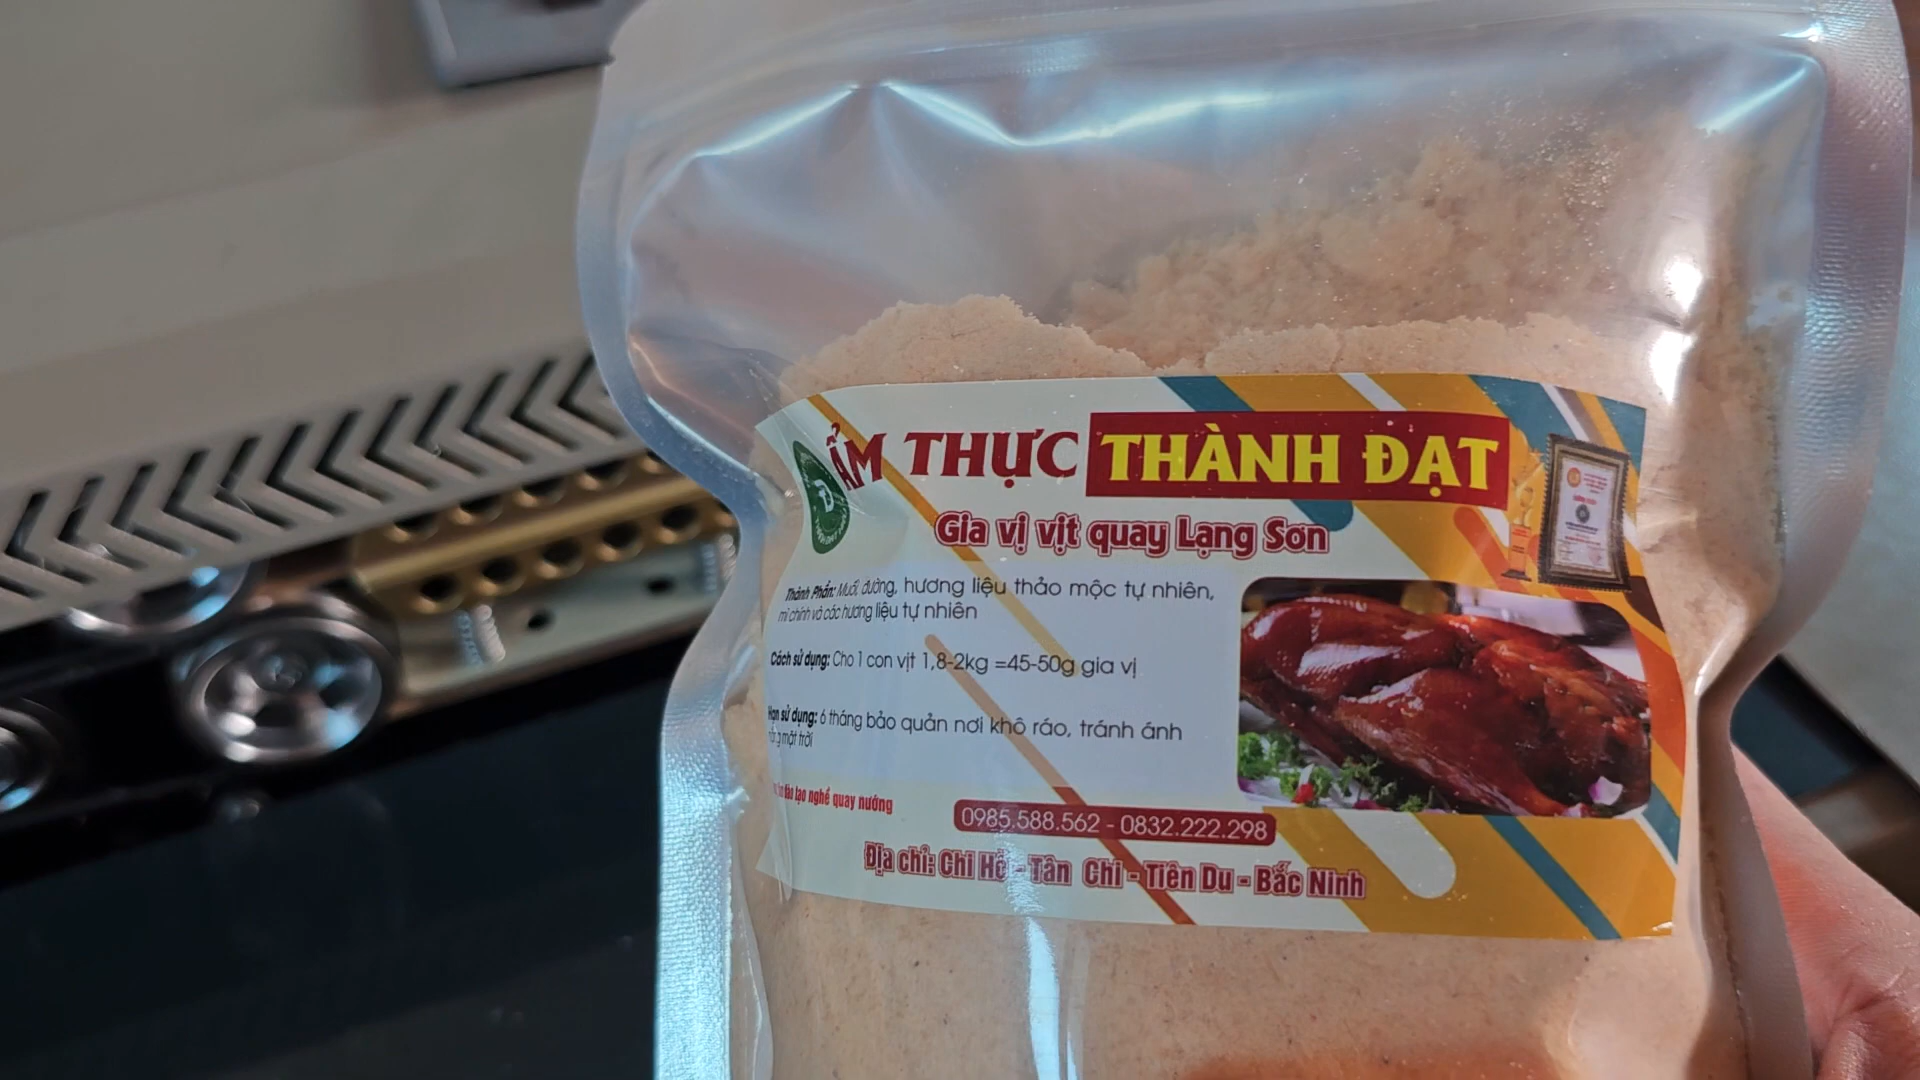 ẨM THỰC THÀNH ĐẠT
Gia vị vịt quay Lạng Sơn
Thành Phần: Muối, đường, hương liệu thảo mộc tự nhiên,
mì chính và các hương liệu tự nhiên
Cách sử dụng: Cho 1 con vịt 1,8-2kg =45-50g gia vị
Hạn sử dụng: 6 tháng bảo quản nơi khô ráo, tránh ánh
mặt trời
đào tạo nghề quay nướng
0985.588.562 - 0832.222.298
Địa chỉ: Chi Hồ - Tân Chi - Tiên Du - Bắc Ninh